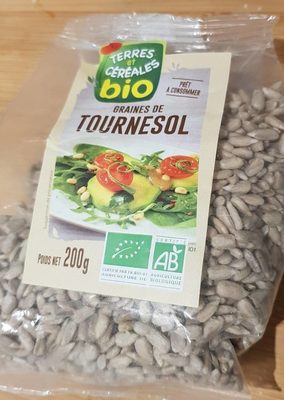 TERRES
et
CÉRÉALES
bio
PRÊT
À CONSOMMER
GRAINES DE
TOURNESOL
POIDS NET 200g
AB
AGRICULTURE
BIOLOGIQUE